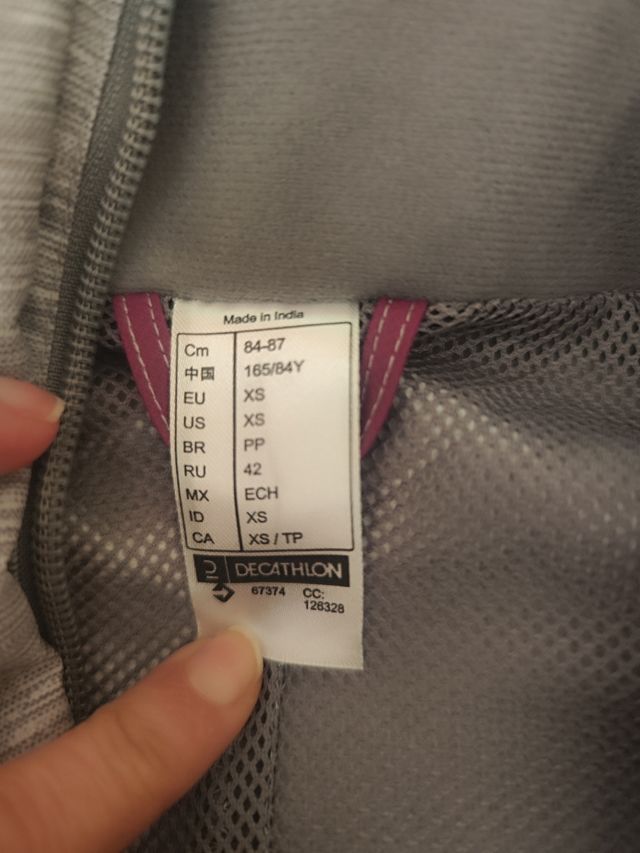 Made in India
Cm 84-87
中国 165/84Y
EU XS
US XS
BR PP
RU 42
MX ECH
ID XS
CA XS / TP
DECATHLON
67374 CC:
128328